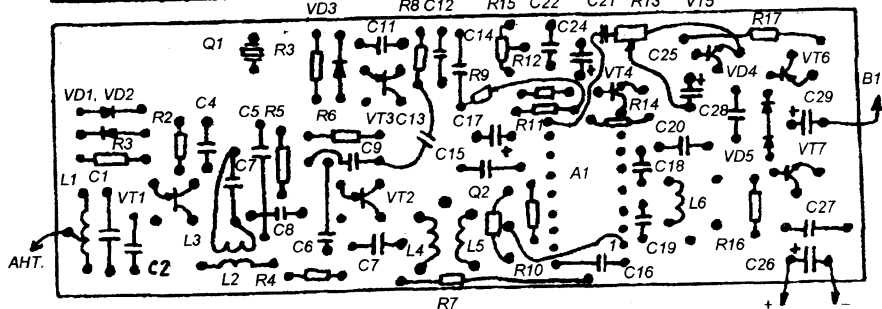 VD3 R8 C12 R15 C22 C21 R13 VT5
Q1 R3 C11 C14 R12 C24 C25 R17
R9 VT4 VD4 VT6 B1
VD1, VD2 C4 C5 R5 R6 VT3 C13 C17 R11 R14 C28 C29
R2 R3 C20
C7 C9 C15 C18 VD5 VT7
L1 C1 VT1 Q2 A1 L6
L3 C8 VT2 C27
АНТ. C2 C6 C7 L4 L5 1 C19 R16
L2 R4 R10 C16 C26
R7
+ −